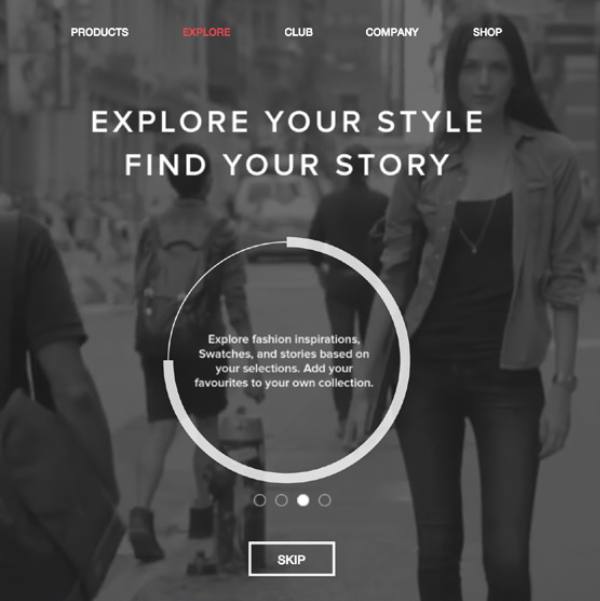 PRODUCTS EXPLORE CLUB COMPANY SHOP
EXPLORE YOUR STYLE
FIND YOUR STORY
Explore fashion inspirations,
Swatches, and stories based on
your selections. Add your
favourites to your own collection.
SKIP